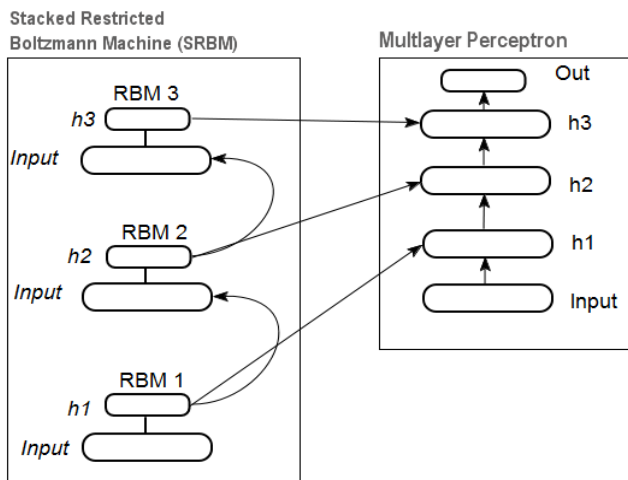 Stacked Restricted
Boltzmann Machine (SRBM)
RBM 3
h3
Input
RBM 2
h2
Input
RBM 1
h1
Input
Multlayer Perceptron
Out
h3
h2
h1
Input